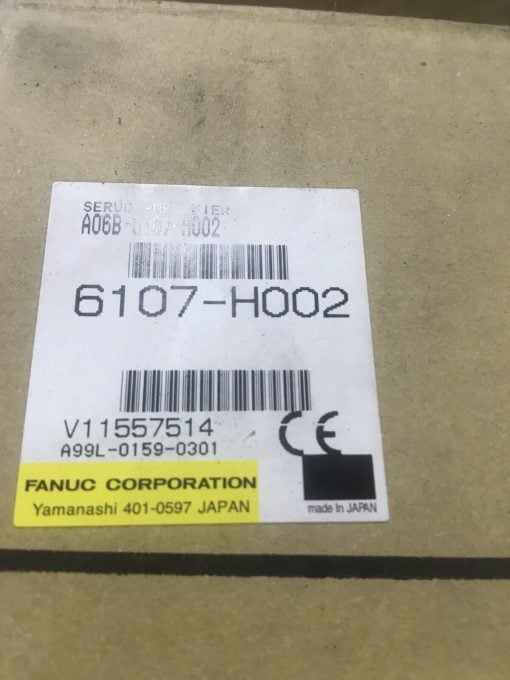 SERVO AMPLIFIER
A06B-6107-H002
6107-H002
V11557514
A99L-0159-0301
CE
FANUC CORPORATION
Yamanashi 401-0597 JAPAN
made In JAPAN